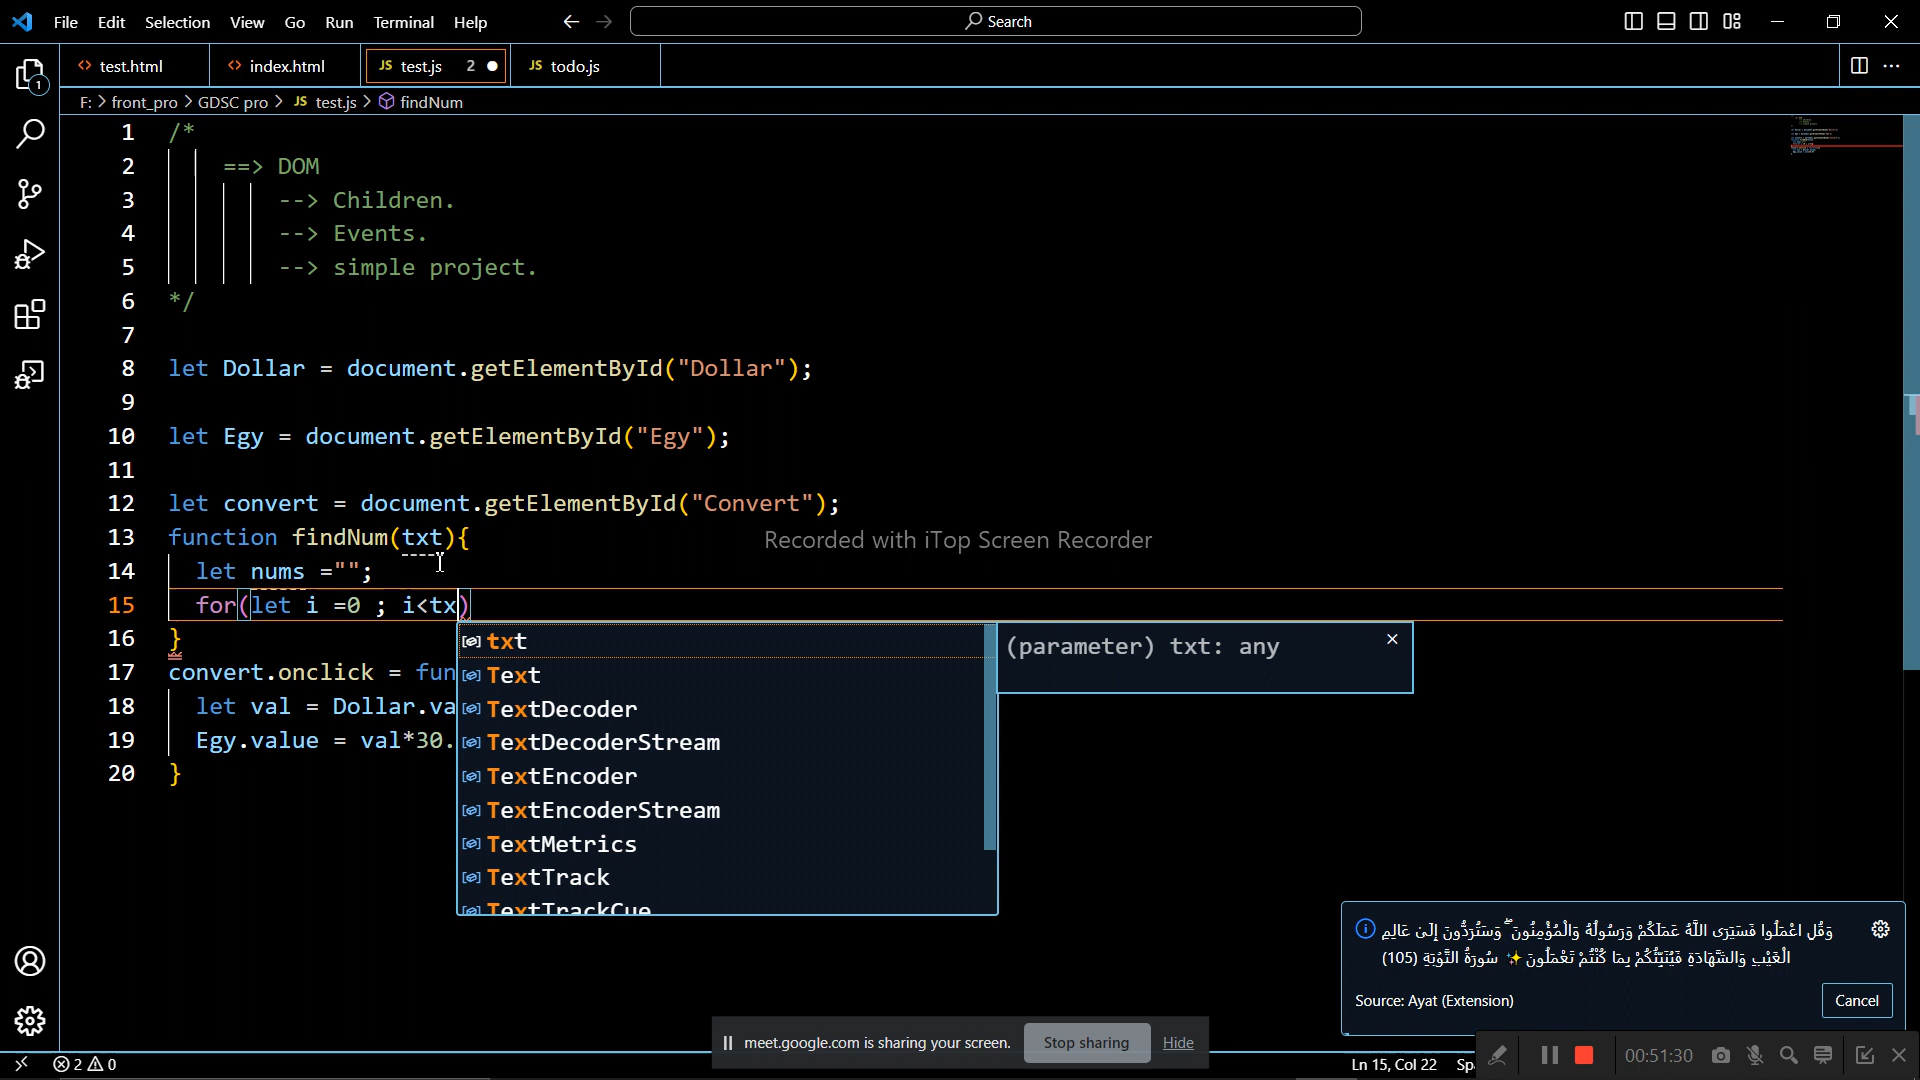 File Edit Selection View Go Run Terminal Help
Search
test.html
index.html
JS test.js 2
JS todo.js
F: > front_pro > GDSC pro > JS test.js > findNum
1 /*
2 ==> DOM
3 --> Children.
4 --> Events.
5 --> simple project.
6 */
7
8 let Dollar = document.getElementById("Dollar");
9
10 let Egy = document.getElementById("Egy");
11
12 let convert = document.getElementById("Convert");
13 function findNum(txt){
14 let nums ="";
15 for(let i =0 ; i<tx)
16 }
17 convert.onclick = fun
18 let val = Dollar.va
19 Egy.value = val*30.
20 }
Recorded with iTop Screen Recorder
txt
Text
TextDecoder
TextDecoderStream
TextEncoder
TextEncoderStream
TextMetrics
TextTrack
TextTrackCue
(parameter) txt: any
وَقُلِ اعْمَلُوا فَسَيَرَى اللَّهُ عَمَلَكُمْ وَرَسُولُهُ وَالْمُؤْمِنُونَ ۖ وَسَتُرَدُّونَ إِلَىٰ عَالِمِ
الْغَيْبِ وَالشَّهَادَةِ فَيُنَبِّئُكُم بِمَا كُنتُمْ تَعْمَلُونَ ✨ سُورَةُ التَّوْبَةِ (105)
Source: Ayat (Extension)
Cancel
meet.google.com is sharing your screen.
Stop sharing
Hide
1
2 0
Ln 15, Col 22
Sp
00:51:30